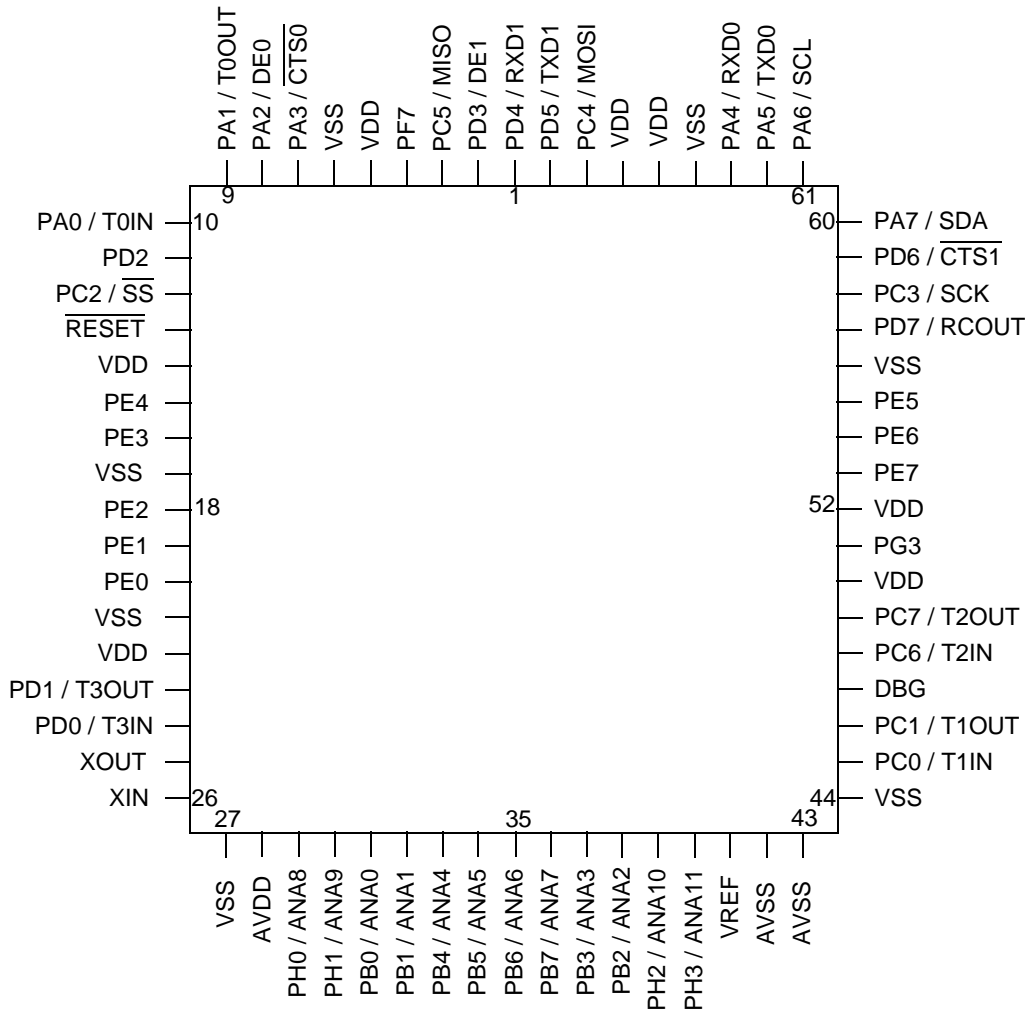 PA1 / T0OUT
PA2 / DE0
PA3 / CTS0
VSS
VDD
PF7
PC5 / MISO
PD3 / DE1
PD4 / RXD1
PD5 / TXD1
PC4 / MOSI
VDD
VDD
VSS
PA4 / RXD0
PA5 / TXD0
PA6 / SCL
9
1
61
PA0 / T0IN
10
PD2
PC2 / SS
RESET
VDD
PE4
PE3
VSS
PE2
18
PE1
PE0
VSS
VDD
PD1 / T3OUT
PD0 / T3IN
XOUT
XIN
26
60
PA7 / SDA
PD6 / CTS1
PC3 / SCK
PD7 / RCOUT
VSS
PE5
PE6
PE7
52
VDD
PG3
VDD
PC7 / T2OUT
PC6 / T2IN
DBG
PC1 / T1OUT
PC0 / T1IN
44
VSS
27
35
43
VSS
AVDD
PH0 / ANA8
PH1 / ANA9
PB0 / ANA0
PB1 / ANA1
PB4 / ANA4
PB5 / ANA5
PB6 / ANA6
PB7 / ANA7
PB3 / ANA3
PB2 / ANA2
PH2 / ANA10
PH3 / ANA11
VREF
AVSS
AVSS